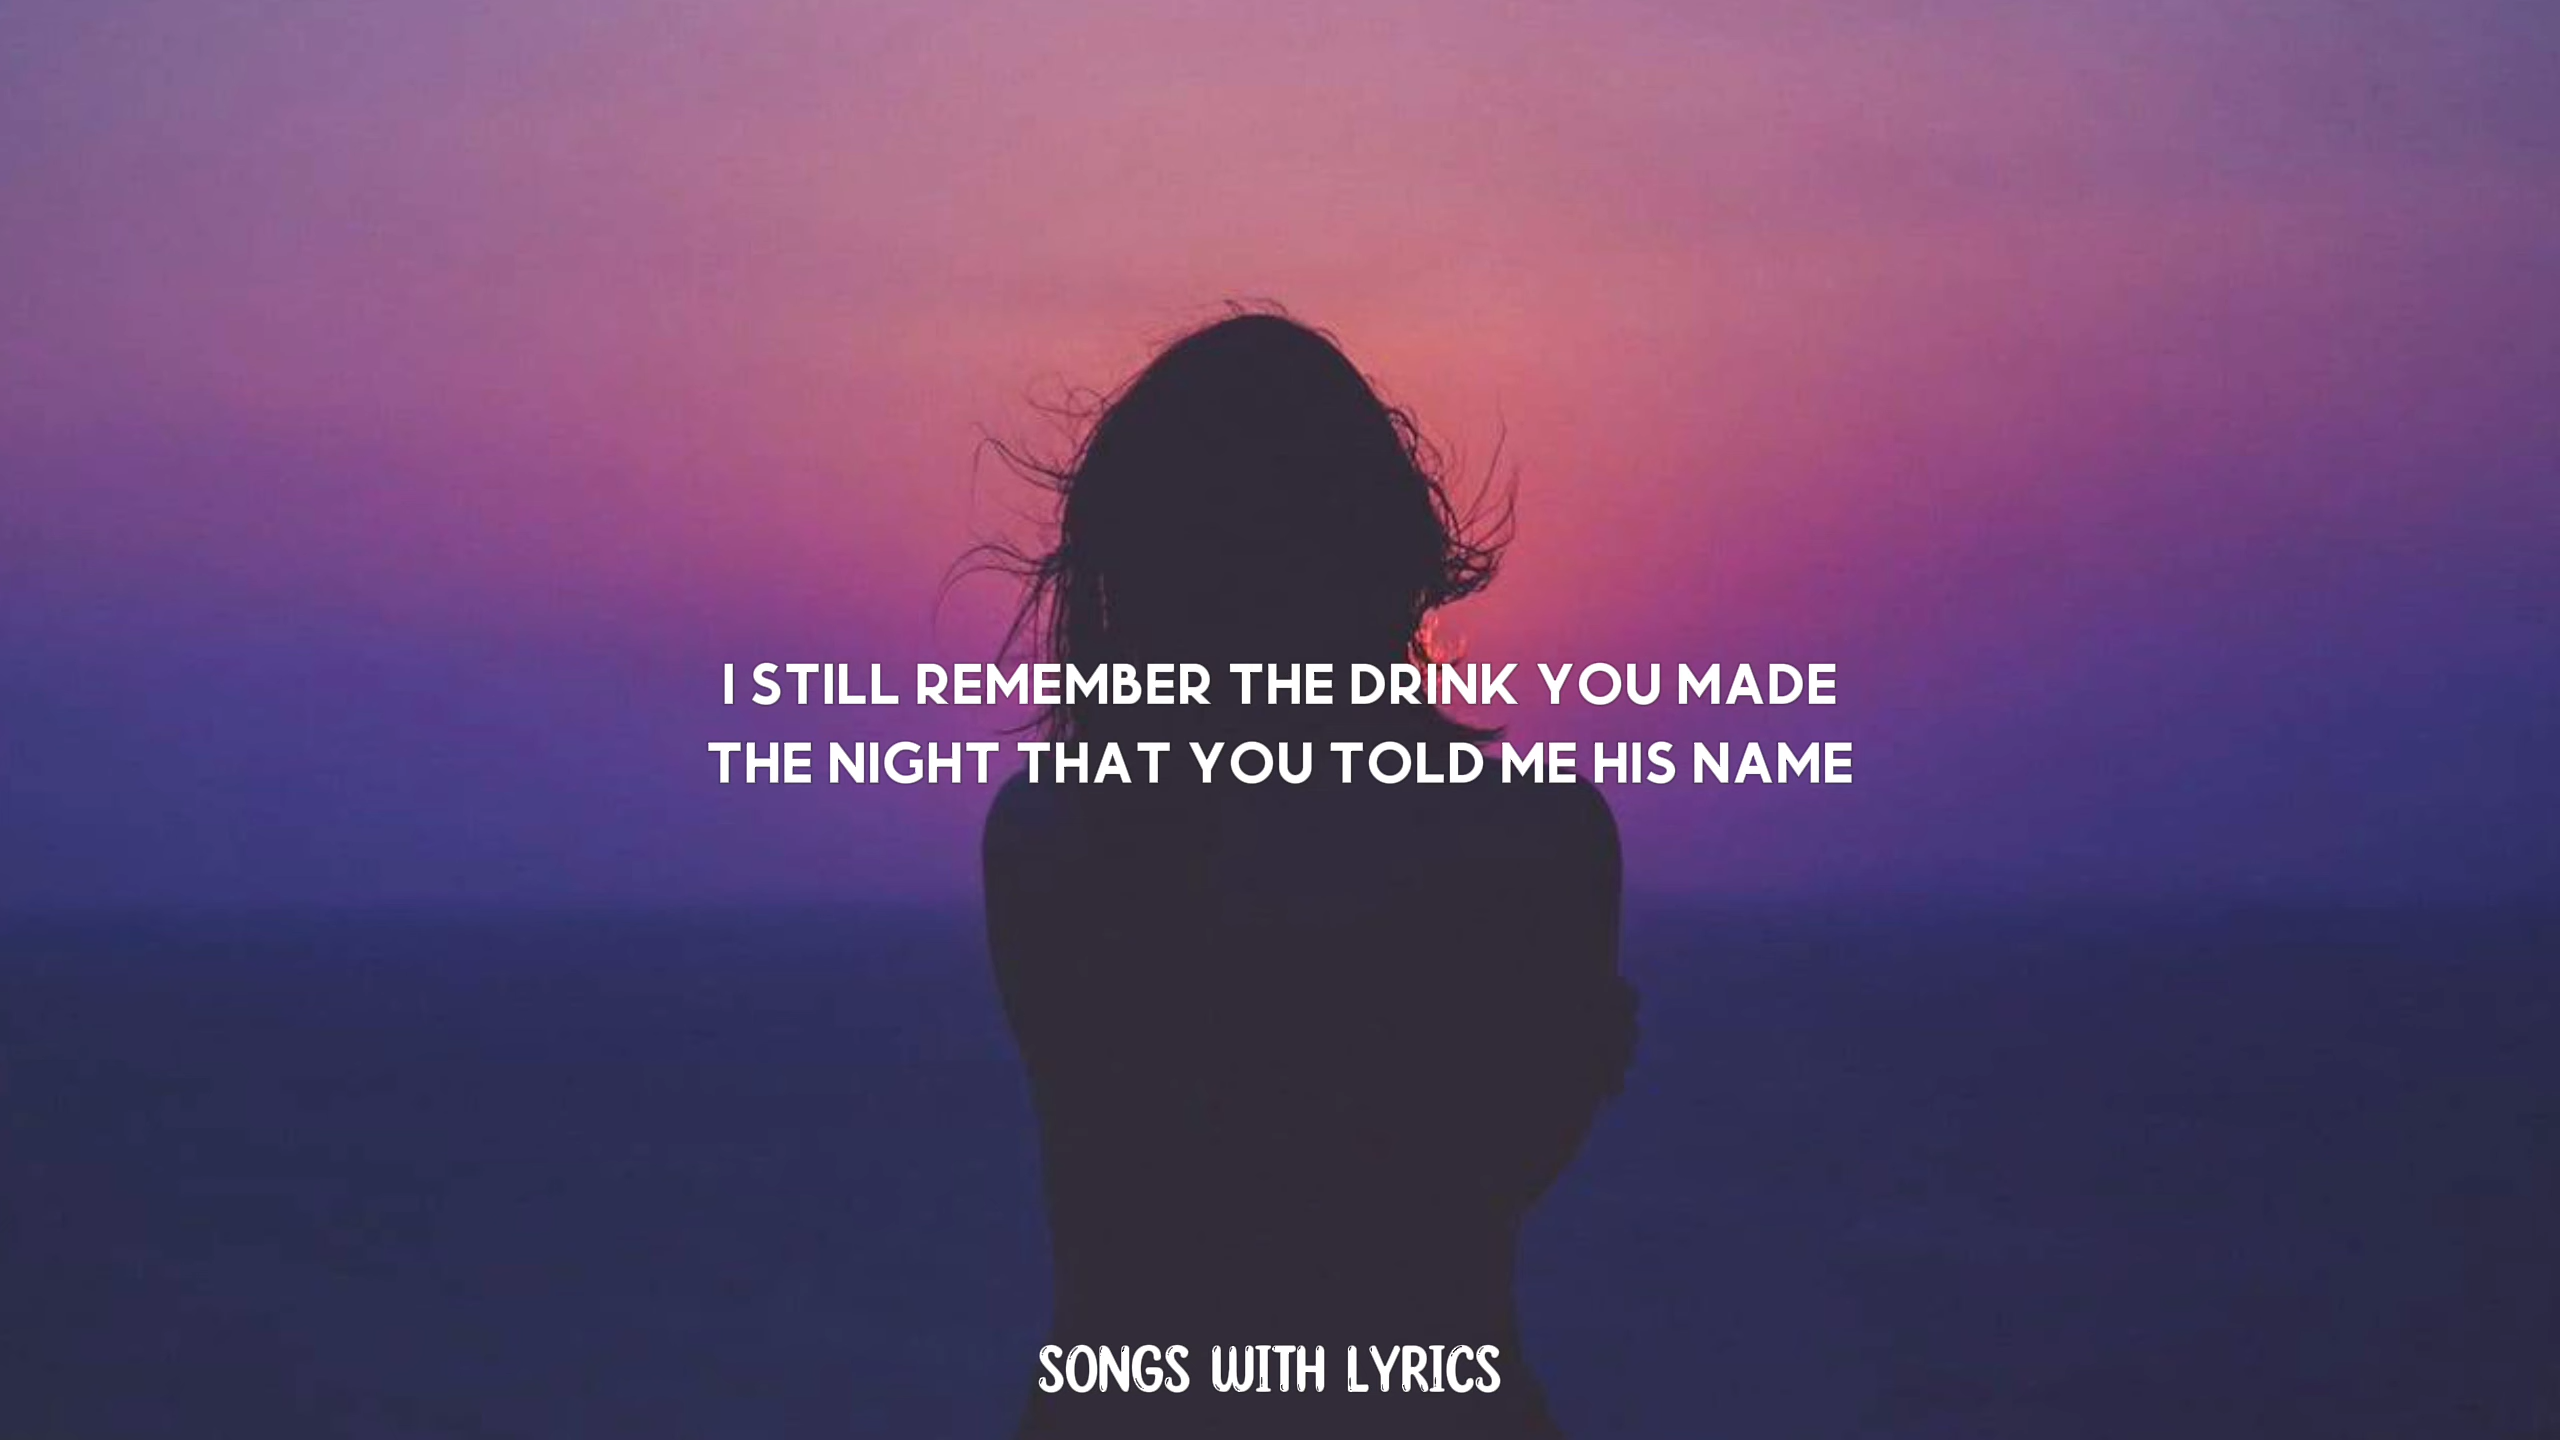 I STILL REMEMBER THE DRINK YOU MADE
THE NIGHT THAT YOU TOLD ME HIS NAME
SONGS WITH LYRICS